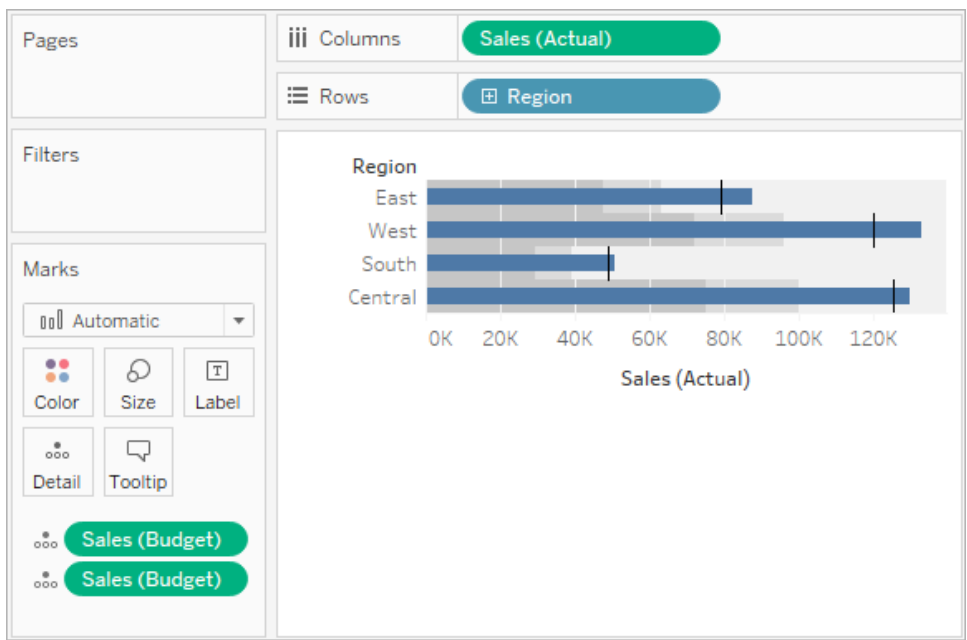 Pages
Columns
Sales (Actual)
Rows
Region
Filters
Marks
Automatic
Color
Size
T
Label
Detail
Tooltip
Sales (Budget)
Sales (Budget)
Region
East
West
South
Central
0K 20K 40K 60K 80K 100K 120K
Sales (Actual)